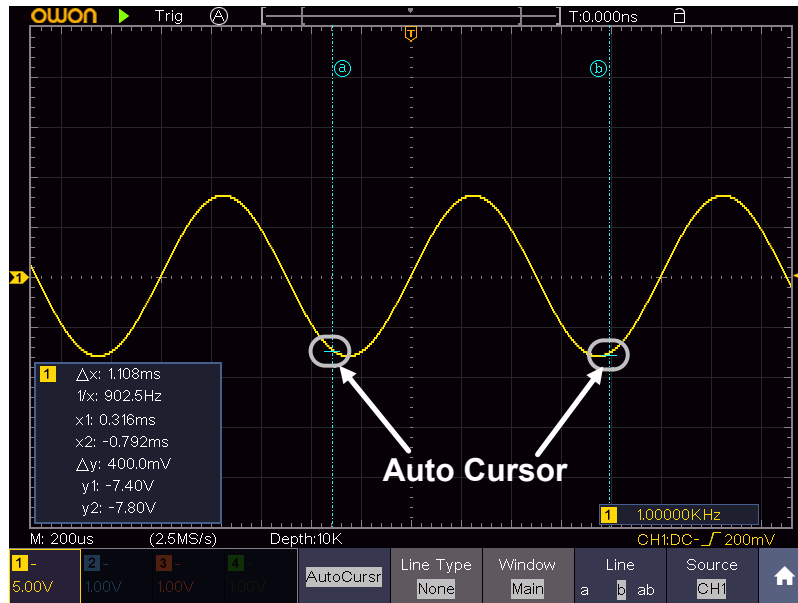 owon Trig A T:0.000ns
T
a b
1
1 Δx: 1.108ms
1/x: 902.5Hz
x1: 0.316ms
x2: -0.792ms
Δy: 400.0mV
y1: -7.40V
y2: -7.80V
Auto Cursor
1 1.00000KHz
M: 200us (2.5MS/s) Depth:10K CH1:DC- 200mV
1 - 2 - 3 - 4 -
5.00V 1.00V 1.00V 1.00V
AutoCursr
Line Type Window Line Source
None Main a b ab CH1